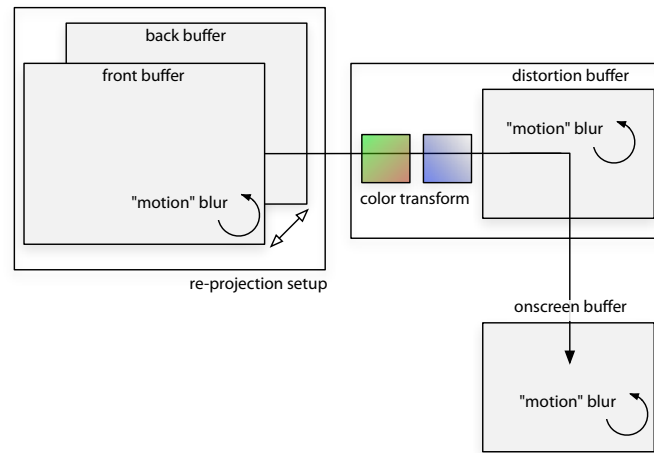 back buffer
front buffer
"motion" blur
re-projection setup
distortion buffer
"motion" blur
color transform
onscreen buffer
"motion" blur